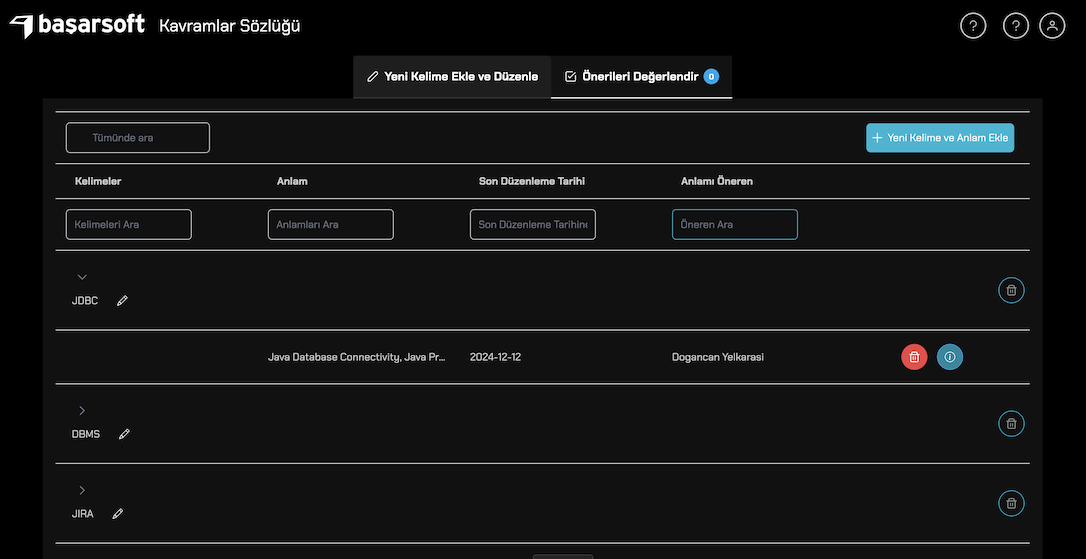 başarsoft Kavramlar Sözlüğü ? ?
Yeni Kelime Ekle ve Düzenle Önerileri Değerlendir 0
Tümünde ara + Yeni Kelime ve Anlam Ekle
Kelimeler Anlam Son Düzenleme Tarihi Anlamı Öneren
Kelimeleri Ara Anlamları Ara Son Düzenleme Tarihine Öneren Ara
JDBC
Java Database Connectivity, Java Pr... 2024-12-12 Dogancan Yelkarasi
DBMS
JIRA